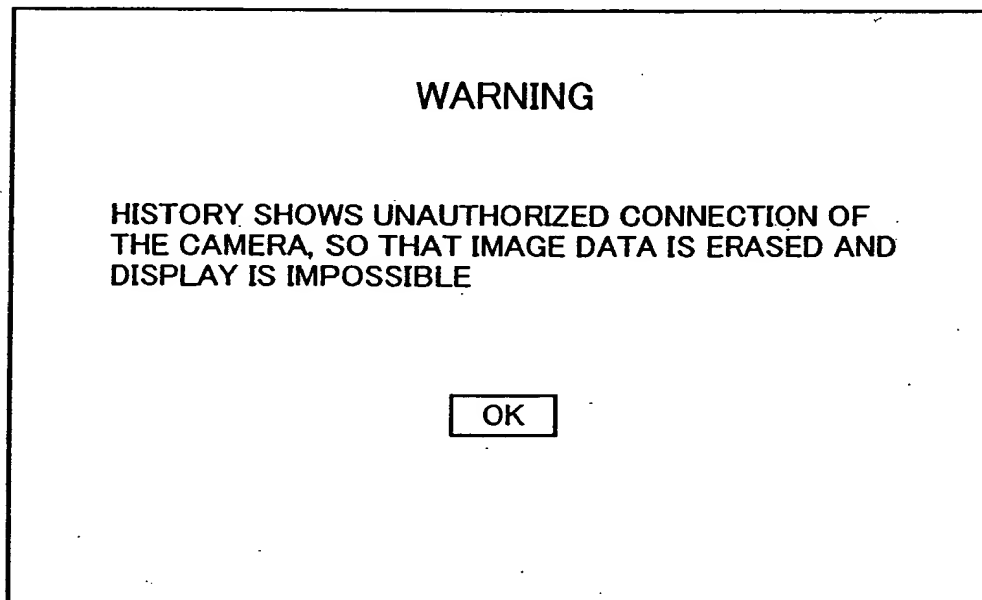 WARNING
HISTORY SHOWS UNAUTHORIZED CONNECTION OF
THE CAMERA, SO THAT IMAGE DATA IS ERASED AND
DISPLAY IS IMPOSSIBLE
OK